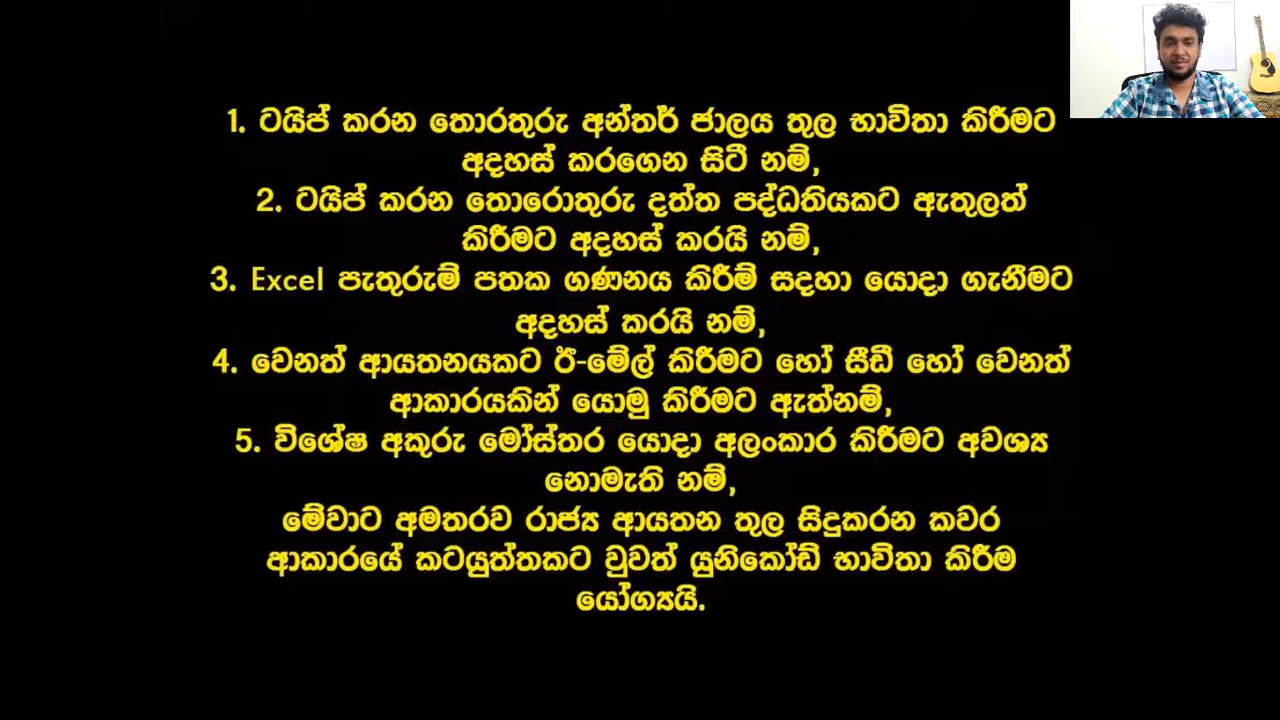 1. ටයිප් කරන තොරතුරු අන්තර් ජාලය තුල භාවිතා කිරීමට
අදහස් කරගෙන සිටී නම්,
2. ටයිප් කරන තොරොතුරු දත්ත පද්ධතියකට ඇතුලත්
කිරීමට අදහස් කරයි නම්,
3. Excel පැතුරුම් පතක ගණනය කිරීම් සදහා යොදා ගැනීමට
අදහස් කරයි නම්,
4. වෙනත් ආයතනයකට ඊ-මේල් කිරීමට හෝ සීඩී හෝ වෙනත්
ආකාරයකින් යොමු කිරීමට ඇත්නම්,
5. විශේෂ අකුරු මෝස්තර යොදා අලංකාර කිරීමට අවශ්‍ය
නොමැති නම්,
මේවාට අමතරව රාජ්‍ය ආයතන තුල සිදුකරන කවර
ආකාරයේ කටයුත්තකට වුවත් යුනිකෝඩ් භාවිතා කිරීම
යෝග්‍යයි.